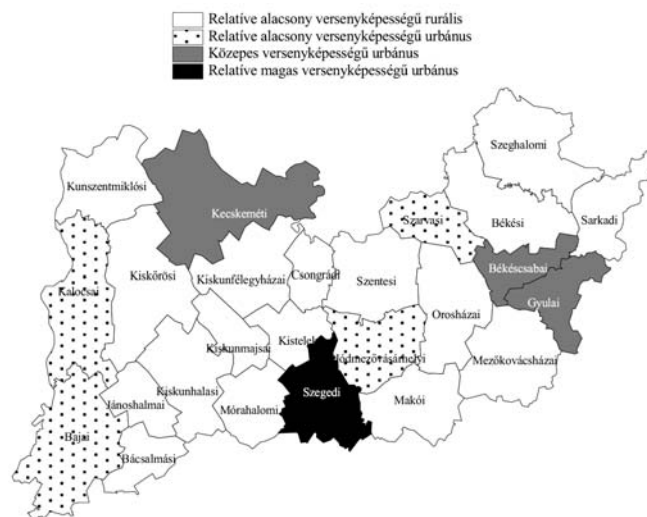 Relatíve alacsony versenyképességű rurális
Relatíve alacsony versenyképességű urbánus
Közepes versenyképességű urbánus
Relatíve magas versenyképességű urbánus
Szeghalomi
Kunszentmiklósi
Kecskeméti
Szarvasi
Békési
Sarkadi
Kalocsai
Kiskőrösi
Kiskunfélegyházai
Csongrádi
Szentesi
Békéscsabai
Gyulai
Orosházai
Kiskunmajsai
Kistelek
Hódmezővásárhelyi
Mezőkovácsházai
Jánoshalmai
Kiskunhalasi
Mórahalomi
Szegedi
Makói
Bajai
Bácsalmási